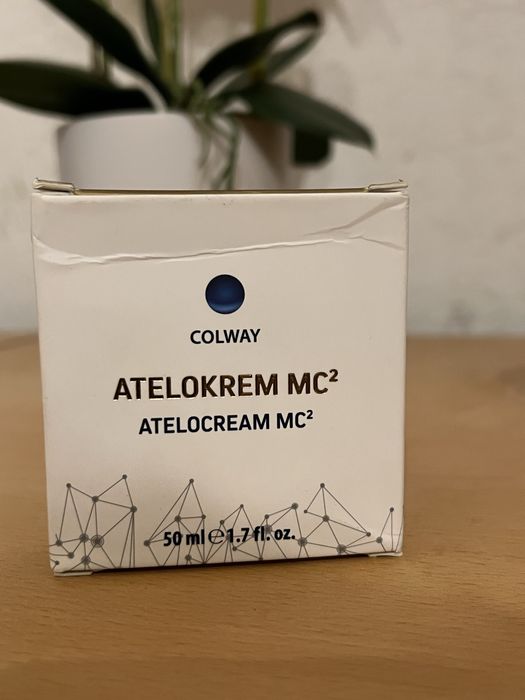 COLWAY
ATELOKREM MC²
ATELOCREAM MC²
50 ml ℮ 1.7 fl. oz.